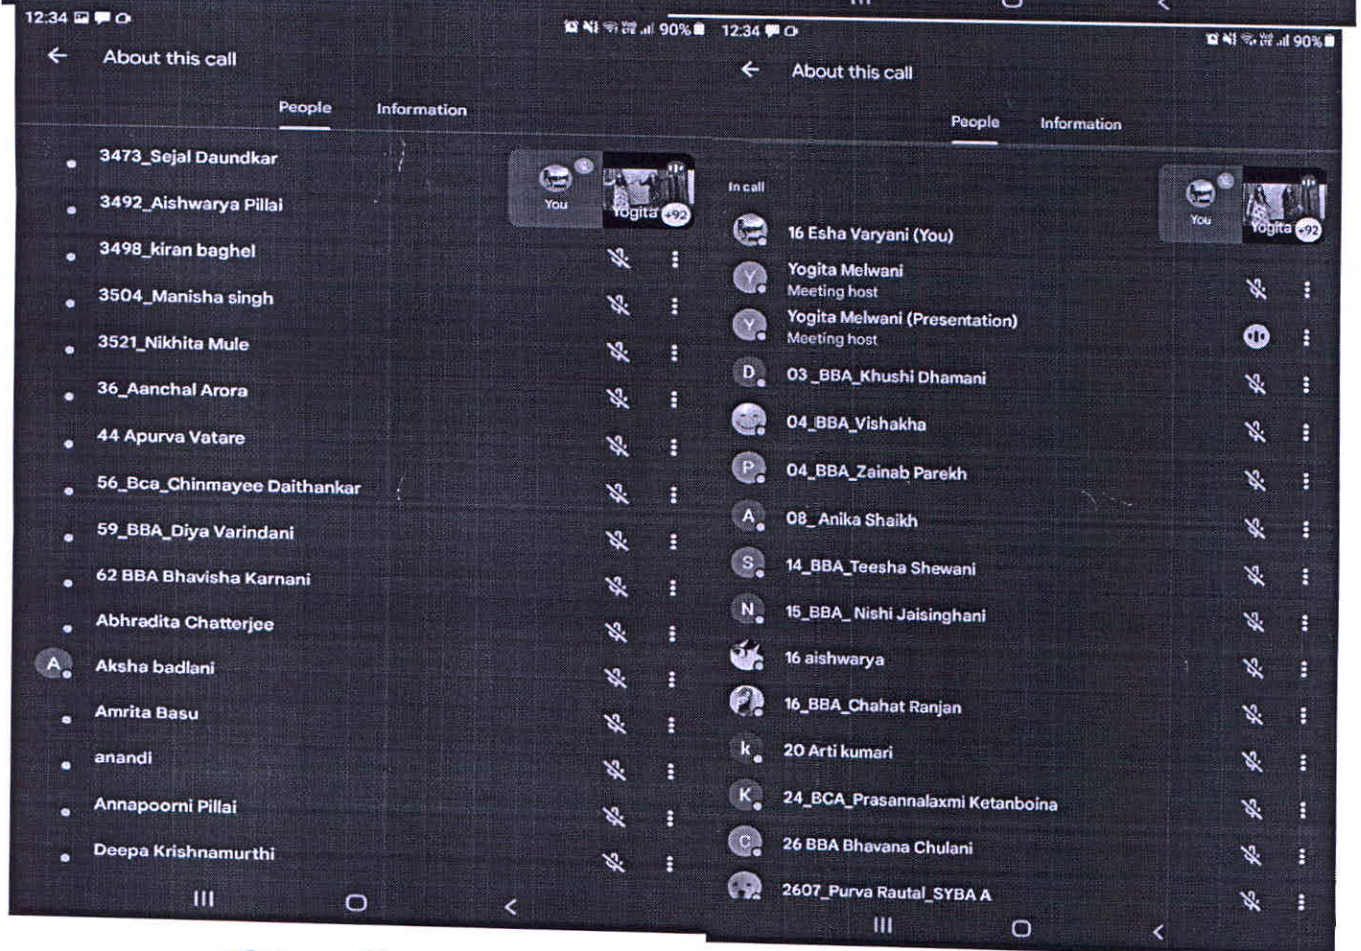 12:34
90%
About this call
People Information
3473_Sejal Daundkar
3492_Aishwarya Pillai
3498_kiran baghel
3504_Manisha singh
3521_Nikhita Mule
36_Aanchal Arora
44 Apurva Vatare
56_Bca_Chinmayee Daithankar
59_BBA_Diya Varindani
62 BBA Bhavisha Karnani
Abhradita Chatterjee
A Aksha badlani
Amrita Basu
anandi
Annapoorni Pillai
Deepa Krishnamurthi
You
Yogita +92
12:34
90%
About this call
People Information
In call
You
Yogita +92
16 Esha Varyani (You)
Y Yogita Melwani
Meeting host
Y Yogita Melwani (Presentation)
Meeting host
D 03 _BBA_Khushi Dhamani
04_BBA_Vishakha
P 04_BBA_Zainab Parekh
A 08_ Anika Shaikh
S 14_BBA_Teesha Shewani
N 15_BBA_ Nishi Jaisinghani
16 aishwarya
16_BBA_Chahat Ranjan
k 20 Arti kumari
K 24_BCA_Prasannalaxmi Ketanboina
C 26 BBA Bhavana Chulani
2607_Purva Rautal_SYBA A